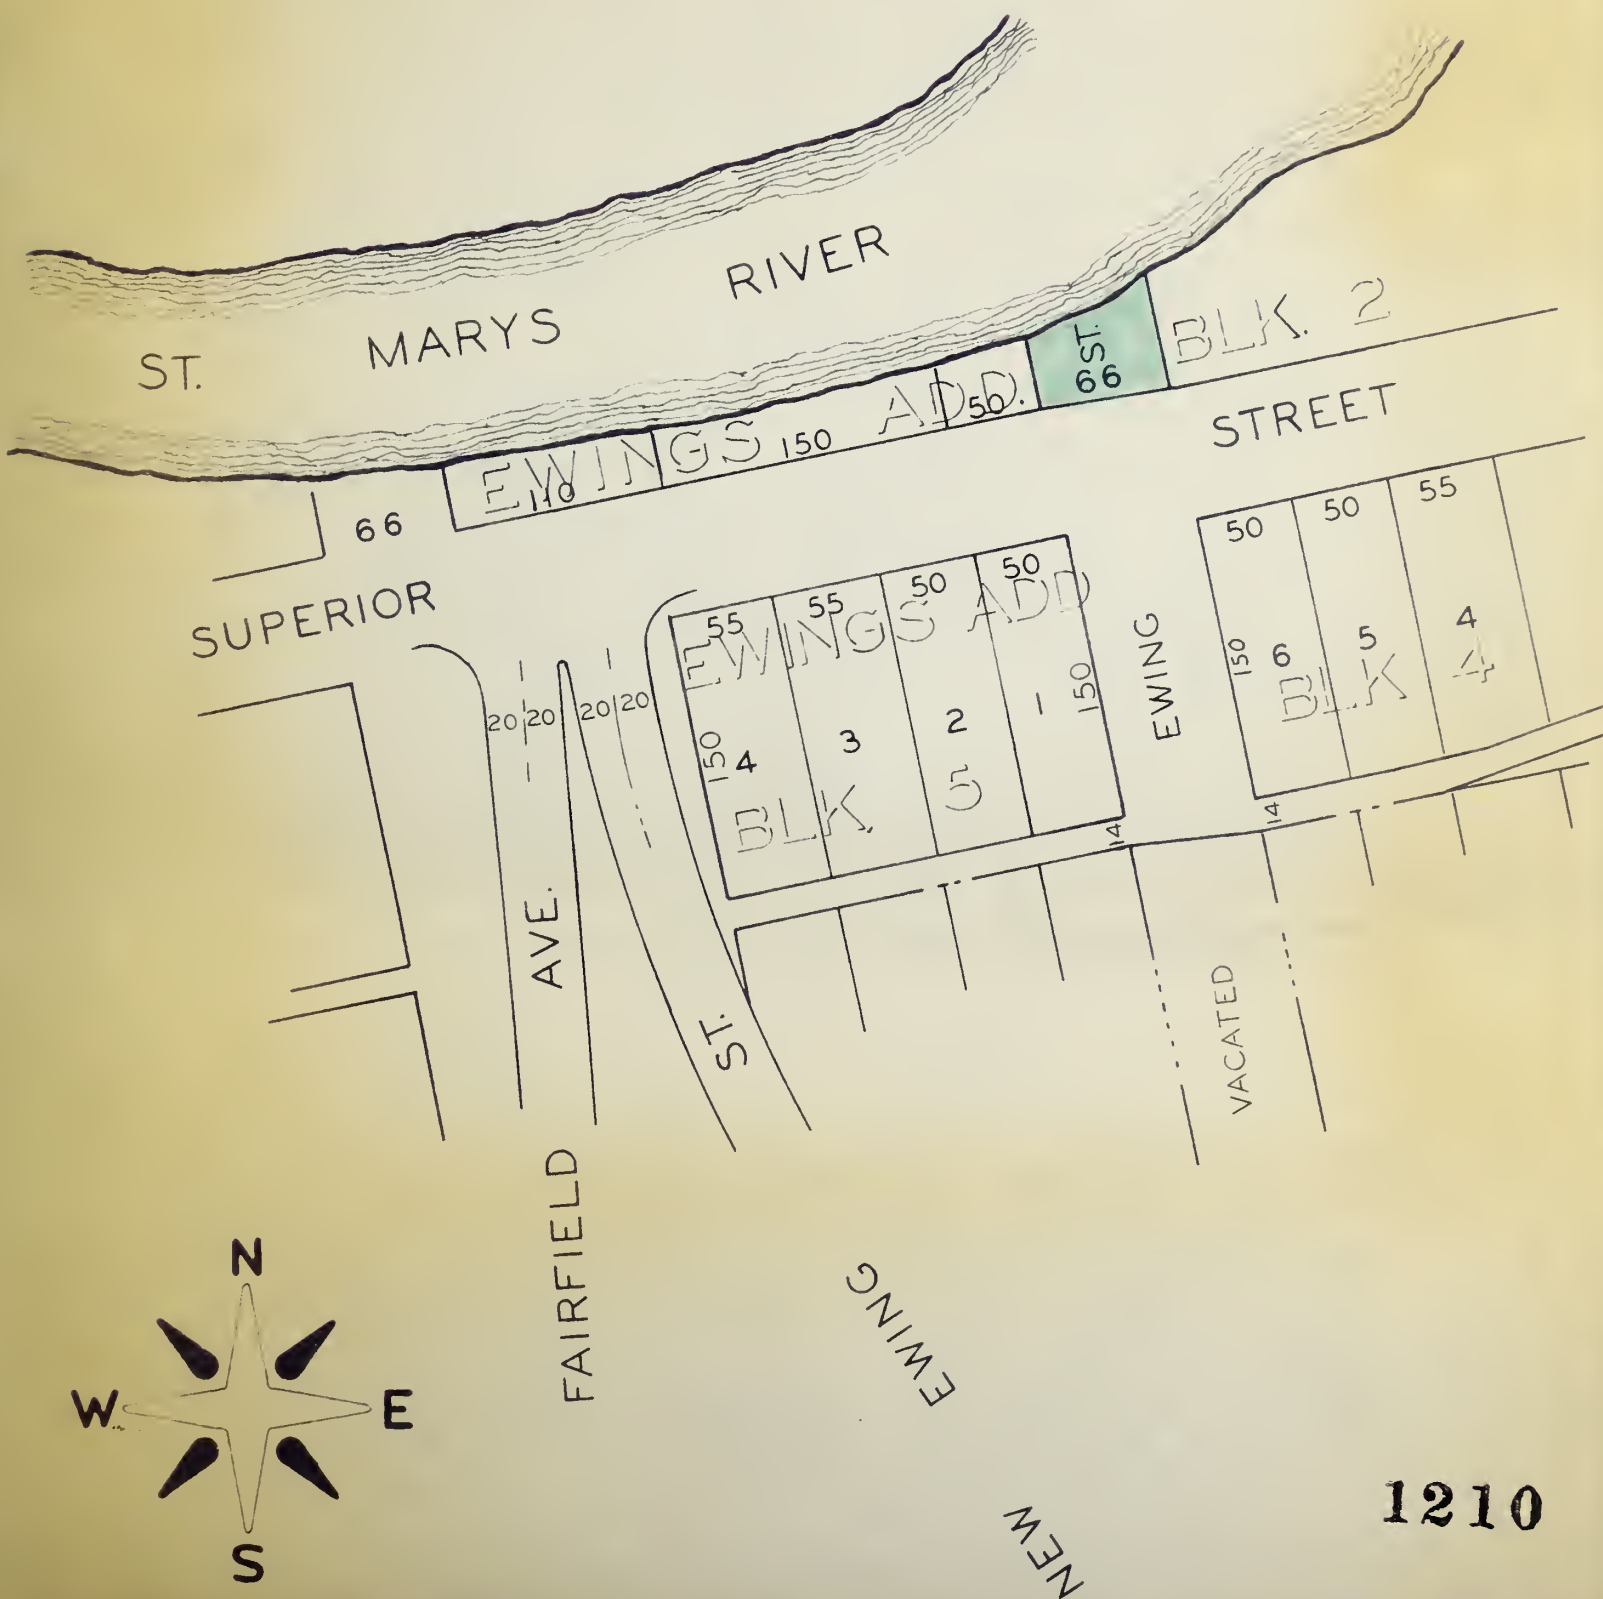 ST. MARYS RIVER
EWINGS ADD. BLK. 2
110 150 50
ST.
66
66
SUPERIOR STREET
EWINGS ADD
55 55 50 50
150 4 3 2 1 150
BLK 5
EWING
50 50 55
150 6 5 4
BLK 4
20 20 20 20
14 14
AVE.
ST.
VACATED
FAIRFIELD
EWING
NEW
N
W E
S
1210